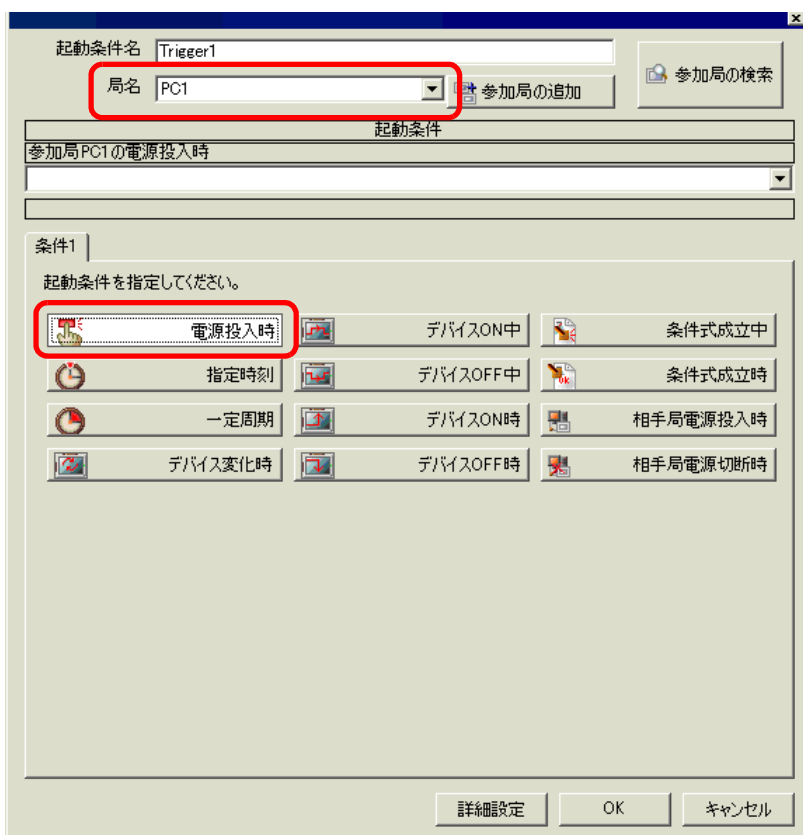 起動条件名 Trigger1
局名 PC1 参加局の追加 参加局の検索
起動条件
参加局PC1の電源投入時
条件1
起動条件を指定してください。
電源投入時 デバイスON中 条件式成立中
指定時刻 デバイスOFF中 条件式成立時
一定周期 デバイスON時 相手局電源投入時
デバイス変化時 デバイスOFF時 相手局電源切断時
詳細設定 OK キャンセル